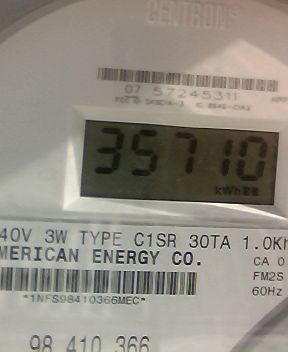 CENTRON®
07 57245311
35710
kWh
40V 3W TYPE C1SR 30TA 1.0Kh
MERICAN ENERGY CO.
CA 0
FM2S
60Hz
*1NFS98410366MEC*
98 410 366